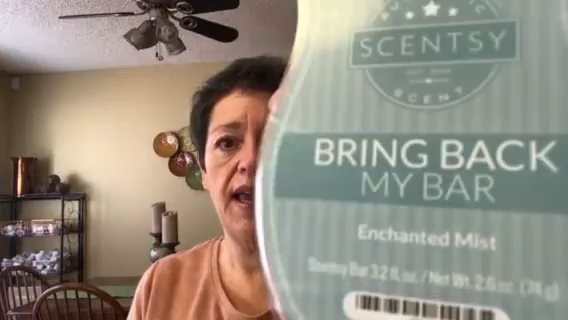 SCENTSY
SCENT
BRING BACK
MY BAR
Enchanted Mist
Scentsy Bar 3.2 fl. oz. / Net Wt. 2.6 oz. (74 g)